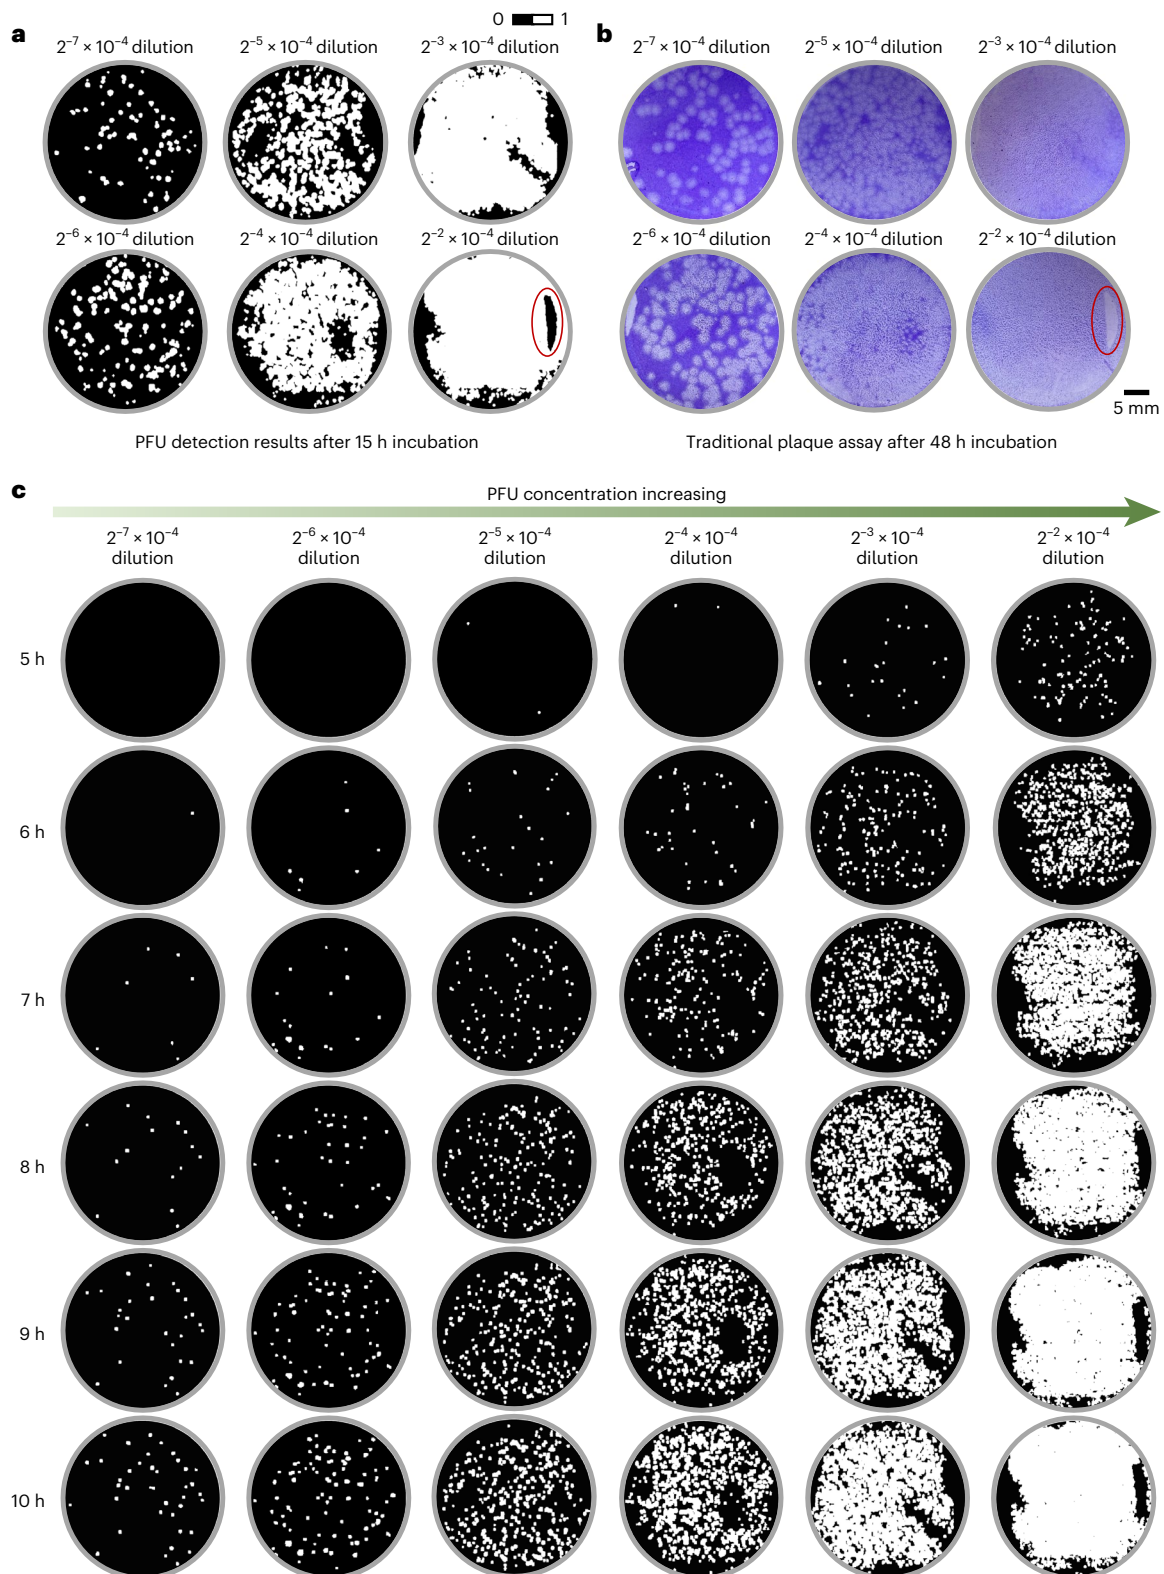 0 1
a
b
2⁻⁷ × 10⁻⁴ dilution 2⁻⁵ × 10⁻⁴ dilution 2⁻³ × 10⁻⁴ dilution
2⁻⁶ × 10⁻⁴ dilution 2⁻⁴ × 10⁻⁴ dilution 2⁻² × 10⁻⁴ dilution
PFU detection results after 15 h incubation
2⁻⁷ × 10⁻⁴ dilution 2⁻⁵ × 10⁻⁴ dilution 2⁻³ × 10⁻⁴ dilution
2⁻⁶ × 10⁻⁴ dilution 2⁻⁴ × 10⁻⁴ dilution 2⁻² × 10⁻⁴ dilution
5 mm
Traditional plaque assay after 48 h incubation
c
PFU concentration increasing
2⁻⁷ × 10⁻⁴ 2⁻⁶ × 10⁻⁴ 2⁻⁵ × 10⁻⁴ 2⁻⁴ × 10⁻⁴ 2⁻³ × 10⁻⁴ 2⁻² × 10⁻⁴
dilution dilution dilution dilution dilution dilution
5 h
6 h
7 h
8 h
9 h
10 h